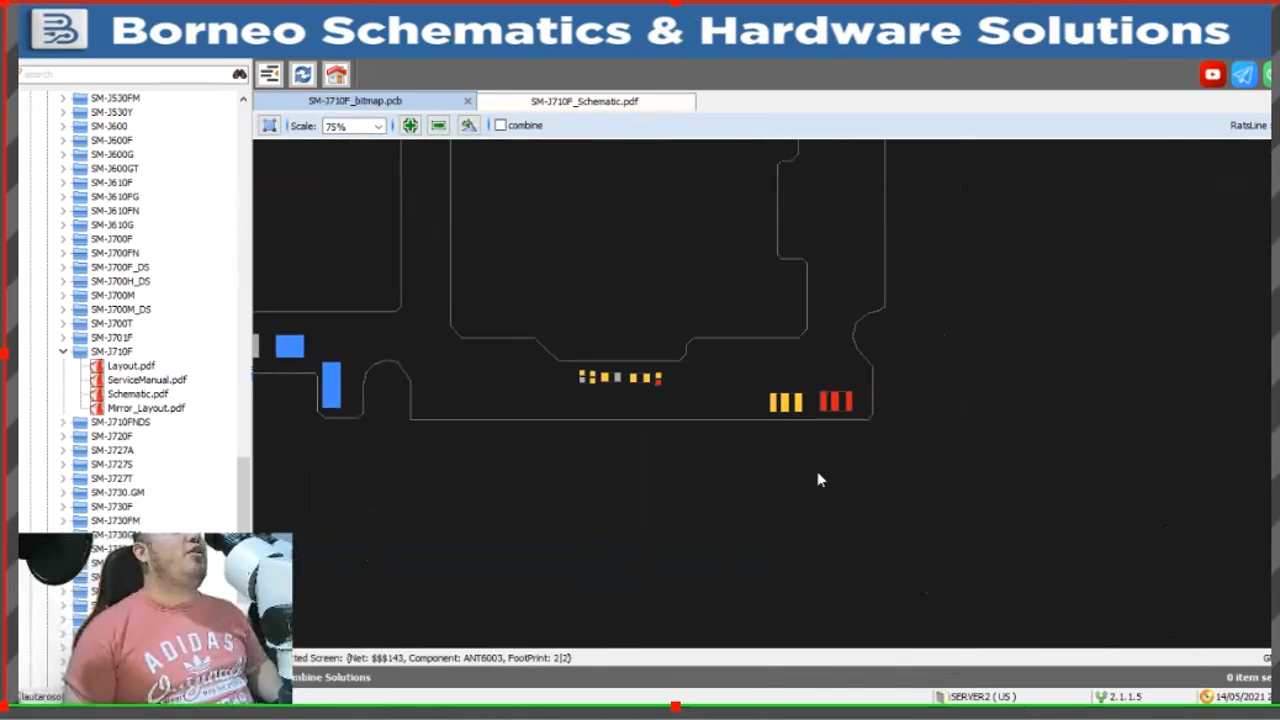 Borneo Schematics & Hardware Solutions
search
SM-J710F_bitmap.pcb
SM-J710F_Schematic.pdf
Scale: 75%
combine
RatsLine
SM-J530FM
SM-J530Y
SM-J600
SM-J600F
SM-J600G
SM-J600GT
SM-J610F
SM-J610FG
SM-J610FN
SM-J610G
SM-J700F
SM-J700FN
SM-J700F_DS
SM-J700H_DS
SM-J700M
SM-J700M_DS
SM-J700T
SM-J701F
SM-J710F
Layout.pdf
ServiceManual.pdf
Schematic.pdf
Mirror_Layout.pdf
SM-J710FNDS
SM-J720F
SM-J727A
SM-J727S
SM-J727T
SM-J730.GM
SM-J730F
SM-J730FM
ADIDAS
ted Screen: {Net: $$$143, Component: ANT6003, FootPrint: 2|2}
mbine Solutions
0 item se
lautaroso
iSERVER2 ( US )
2.1.1.5
14/05/2021 2